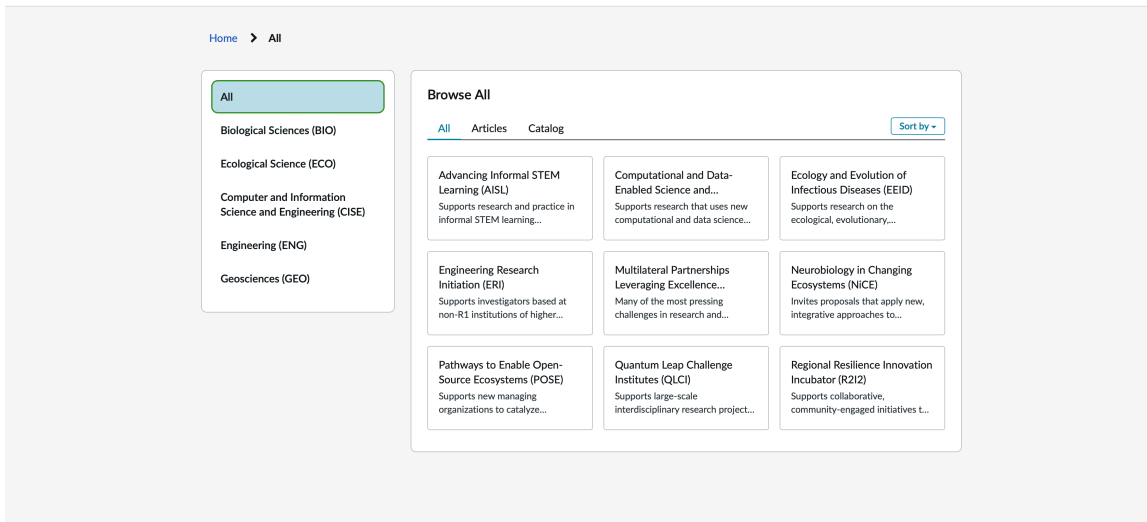 Home All
All
Biological Sciences (BIO)
Ecological Science (ECO)
Computer and Information
Science and Engineering (CISE)
Engineering (ENG)
Geosciences (GEO)
Browse All
All Articles Catalog
Sort by
Advancing Informal STEM
Learning (AISL)
Supports research and practice in
informal STEM learning...
Computational and Data-
Enabled Science and...
Supports research that uses new
computational and data science...
Ecology and Evolution of
Infectious Diseases (EEID)
Supports research on the
ecological, evolutionary,...
Engineering Research
Initiation (ERI)
Supports investigators based at
non-R1 institutions of higher...
Multilateral Partnerships
Leveraging Excellence...
Many of the most pressing
challenges in research and...
Neurobiology in Changing
Ecosystems (NiCE)
Invites proposals that apply new,
integrative approaches to...
Pathways to Enable Open-
Source Ecosystems (POSE)
Supports new managing
organizations to catalyze...
Quantum Leap Challenge
Institutes (QLCI)
Supports large-scale
interdisciplinary research project...
Regional Resilience Innovation
Incubator (R2I2)
Supports collaborative,
community-engaged initiatives t...